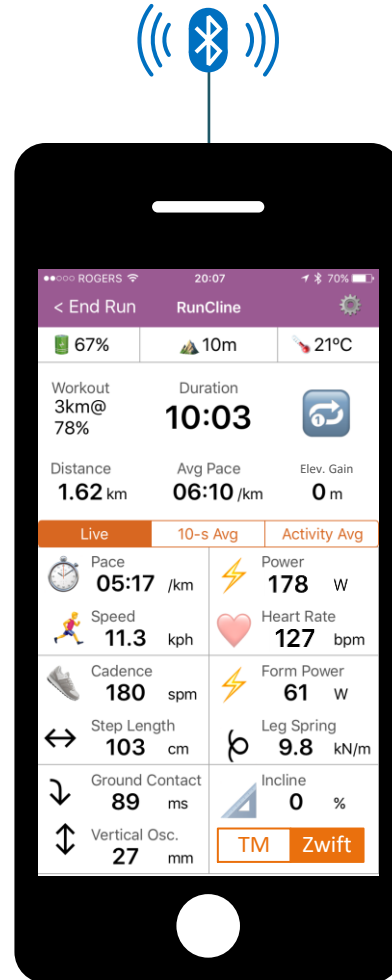 ROGERS 20:07 70%
< End Run RunCline
67% 10m 21°C
Workout Duration
3km@
78%
10:03
1
Distance Avg Pace Elev. Gain
1.62 km 06:10 /km 0 m
Live 10-s Avg Activity Avg
Pace Power
05:17 /km 178 W
Speed Heart Rate
11.3 kph 127 bpm
Cadence Form Power
180 spm 61 W
Step Length Leg Spring
103 cm 9.8 kN/m
Ground Contact Incline
89 ms 0 %
Vertical Osc. TM Zwift
27 mm